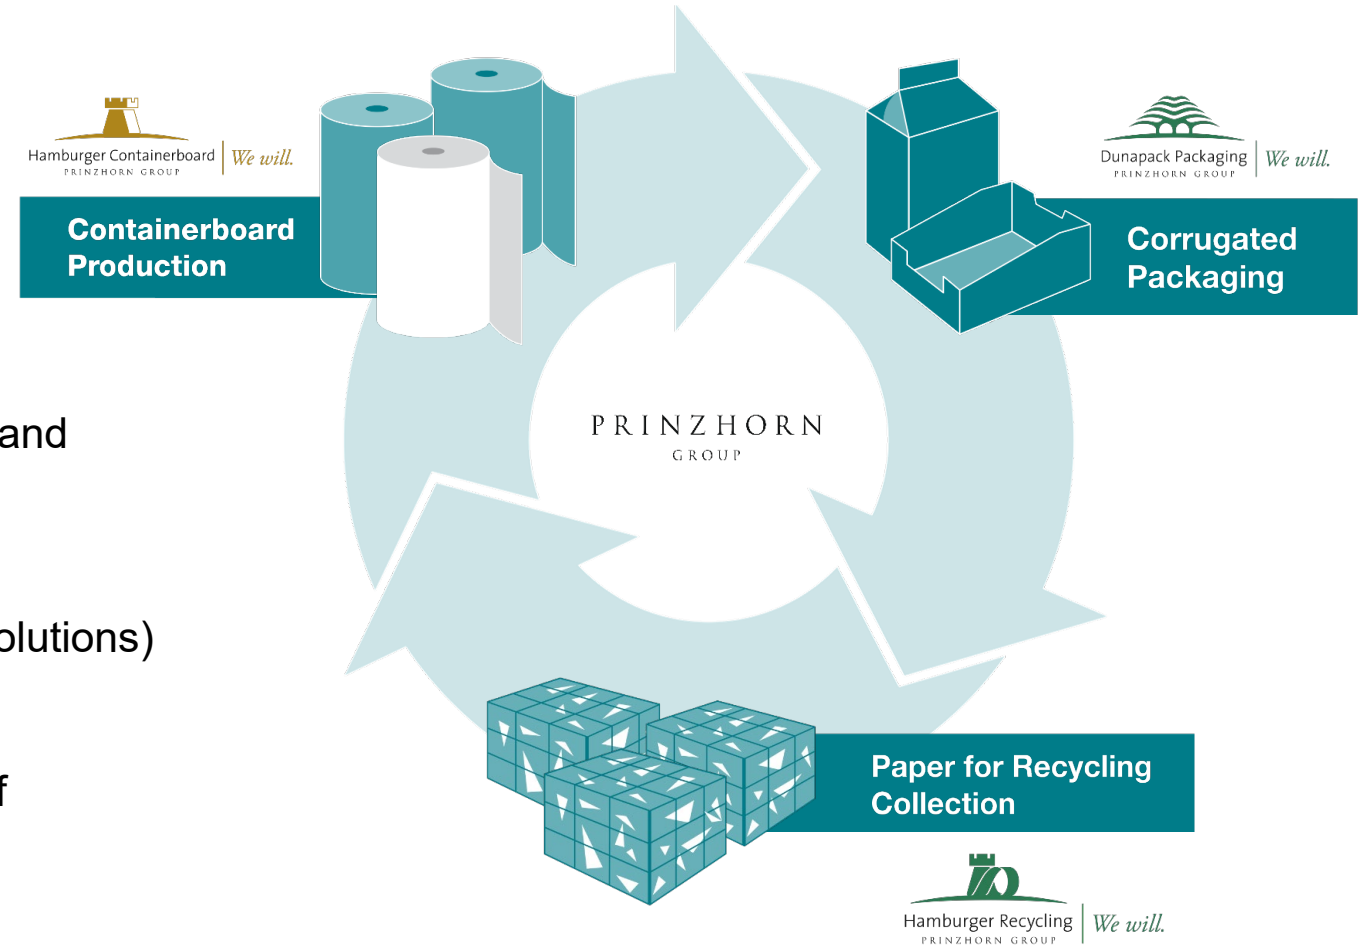 Hamburger Containerboard
PRINZHORN GROUP
We will.
Containerboard
Production
Dunapack Packaging
PRINZHORN GROUP
We will.
Corrugated
Packaging
PRINZHORN
GROUP
and
olutions)
f
Paper for Recycling
Collection
Hamburger Recycling
PRINZHORN GROUP
We will.